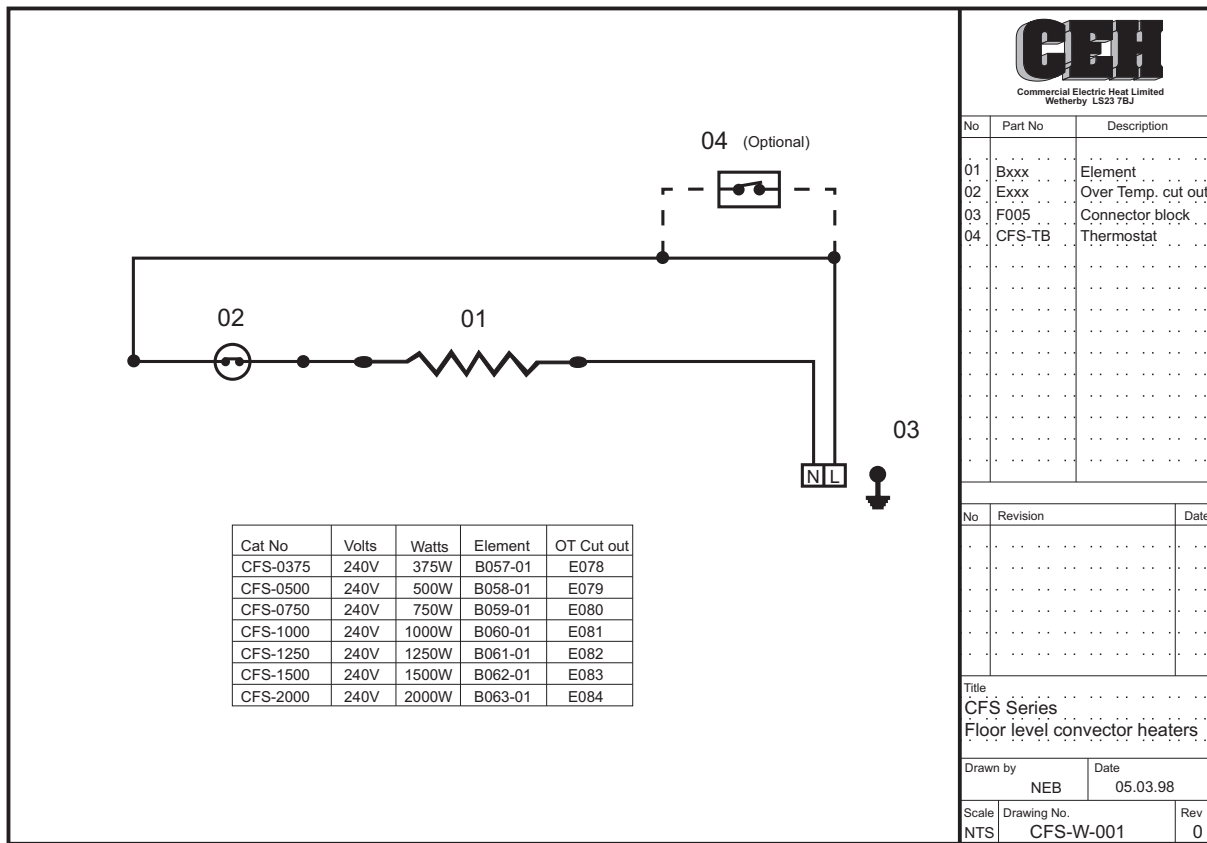 04 (Optional)
02
01
03
N L
Cat No Volts Watts Element OT Cut out
CFS-0375 240V 375W B057-01 E078
CFS-0500 240V 500W B058-01 E079
CFS-0750 240V 750W B059-01 E080
CFS-1000 240V 1000W B060-01 E081
CFS-1250 240V 1250W B061-01 E082
CFS-1500 240V 1500W B062-01 E083
CFS-2000 240V 2000W B063-01 E084
CEH
Commercial Electric Heat Limited
Wetherby LS23 7BJ
No Part No Description
01 Bxxx Element
02 Exxx Over Temp. cut out
03 F005 Connector block
04 CFS-TB Thermostat
No Revision Date
Title
CFS Series
Floor level convector heaters
Drawn by Date
NEB 05.03.98
Scale Drawing No. Rev
NTS CFS-W-001 0